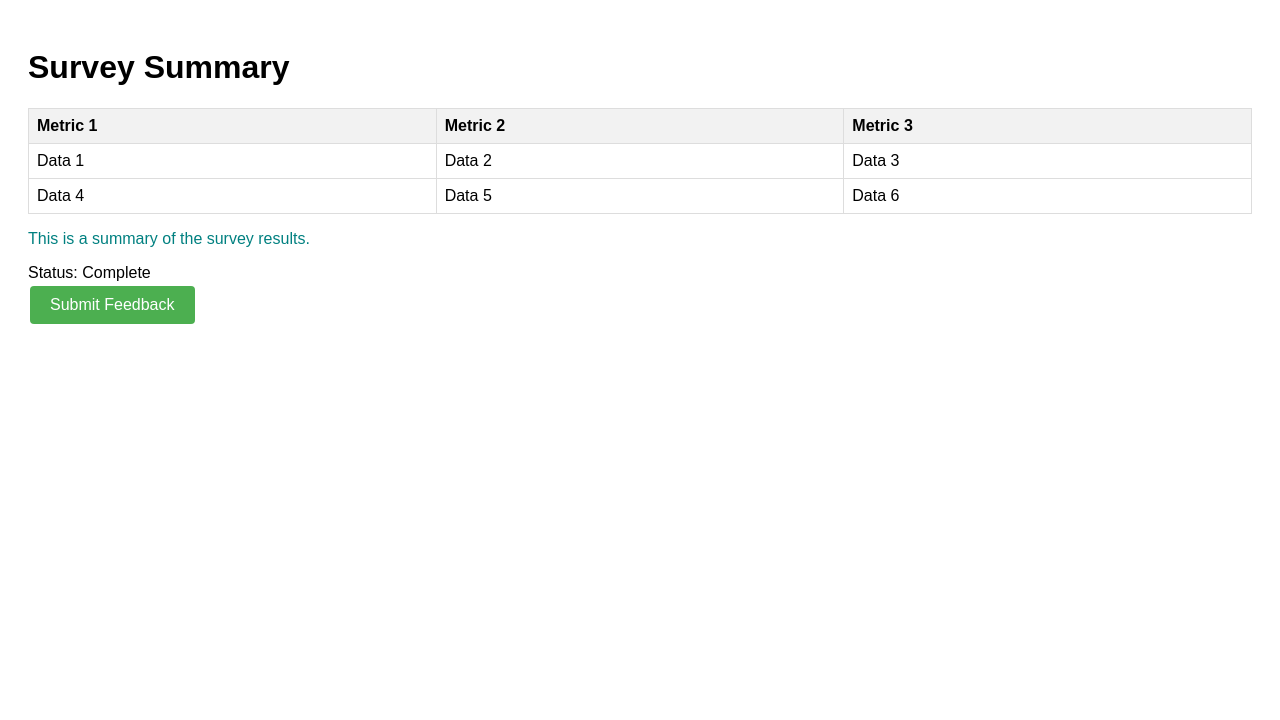 Survey Summary
Metric 1 Metric 2 Metric 3
Data 1 Data 2 Data 3
Data 4 Data 5 Data 6
This is a summary of the survey results.
Status: Complete
Submit Feedback